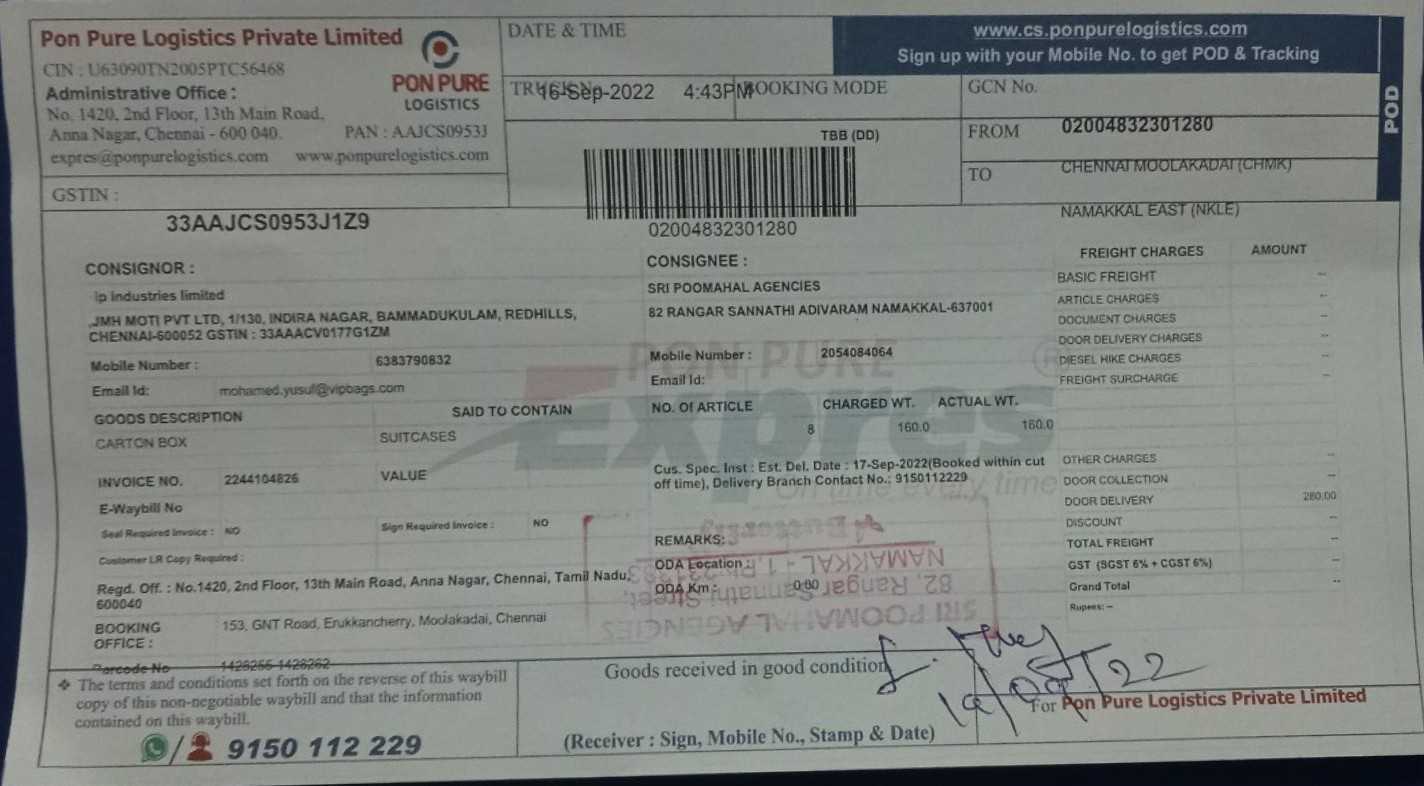 Pon Pure Logistics Private Limited
CIN : U63090TN2005PTC56468
Administrative Office :
No. 1420, 2nd Floor, 13th Main Road,
Anna Nagar, Chennai - 600 040. PAN : AAJCS0953J
expres@ponpurelogistics.com www.ponpurelogistics.com
PON PURE
LOGISTICS
GSTIN :
33AAJCS0953J1Z9
DATE & TIME
16-Sep-2022 4:43PM
BOOKING MODE
TBB (DD)
02004832301280
www.cs.ponpurelogistics.com
Sign up with your Mobile No. to get POD & Tracking
POD
GCN No.
02004832301280
FROM
CHENNAI MOOLAKADAI (CHMK)
TO
NAMAKKAL EAST (NKLE)
CONSIGNOR :
ip industries limited
,JMH MOTI PVT LTD, 1/130, INDIRA NAGAR, BAMMADUKULAM, REDHILLS,
CHENNAI-600052 GSTIN : 33AAACV0177G1ZM
Mobile Number : 6383790832
Email Id: mohamed.yusuf@vipbags.com
GOODS DESCRIPTION SAID TO CONTAIN
CARTON BOX SUITCASES
INVOICE NO. 2244104826 VALUE
E-Waybill No
Seal Required Invoice : NO Sign Required Invoice : NO
Customer LR Copy Required :
Regd. Off. : No.1420, 2nd Floor, 13th Main Road, Anna Nagar, Chennai, Tamil Nadu,
600040
BOOKING
OFFICE :
153, GNT Road, Erukkancherry, Moolakadai, Chennai
Barcode No 1428255-1428262
CONSIGNEE :
SRI POOMAHAL AGENCIES
82 RANGAR SANNATHI ADIVARAM NAMAKKAL-637001
Mobile Number : 2054084064
Email Id:
NO. Of ARTICLE CHARGED WT. ACTUAL WT.
8 160.0 160.0
Cus. Spec. Inst : Est. Del. Date : 17-Sep-2022(Booked within cut
off time), Delivery Branch Contact No.: 9150112229
REMARKS:
ODA Location :
ODA Km : 0.00
PON PURE
Expres
On time every time
SRI POOMAHAL AGENCIES
82, Rangar Sannathi Street,
FREIGHT CHARGES AMOUNT
BASIC FREIGHT --
ARTICLE CHARGES --
DOCUMENT CHARGES --
DOOR DELIVERY CHARGES --
DIESEL HIKE CHARGES --
FREIGHT SURCHARGE --
OTHER CHARGES --
DOOR COLLECTION --
DOOR DELIVERY 280.00
DISCOUNT --
TOTAL FREIGHT --
GST (SGST 6% + CGST 6%) --
Grand Total --
Rupees: --
❖ The terms and conditions set forth on the reverse of this waybill
copy of this non-negotiable waybill and that the information
contained on this waybill.
9150 112 229
Goods received in good condition
(Receiver : Sign, Mobile No., Stamp & Date)
For Pon Pure Logistics Private Limited